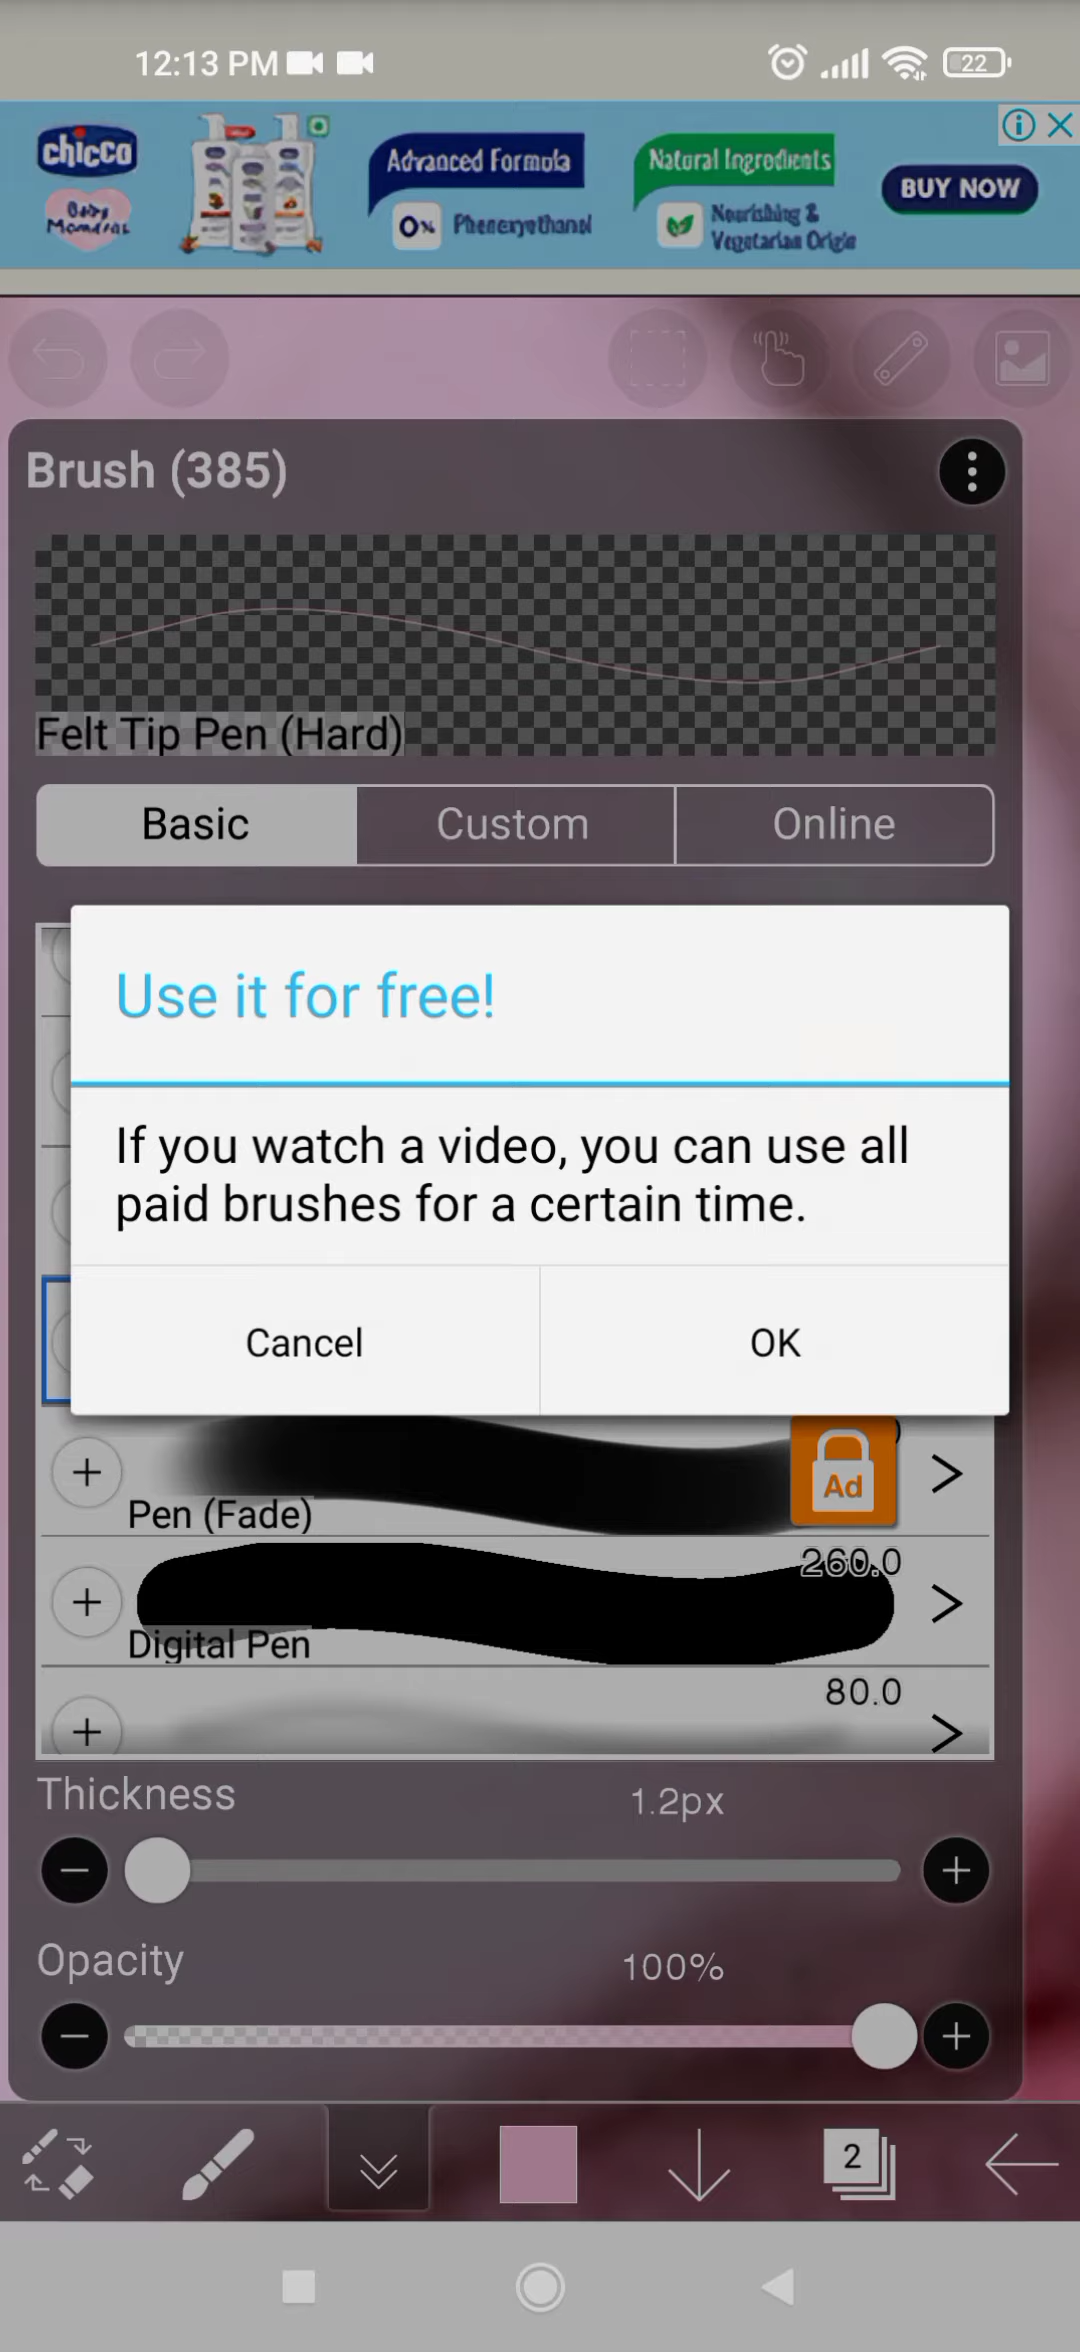 12:13 PM
22
chicco
Baby
Moments
Advanced Formula
0%
Phenoxyethanol
Natural Ingredients
Nourishing &
Vegetarian Origin
BUY NOW
Brush (385)
Felt Tip Pen (Hard)
Basic
Custom
Online
Use it for free!
If you watch a video, you can use all
paid brushes for a certain time.
Cancel
OK
Ad
Pen (Fade)
260.0
Digital Pen
80.0
Thickness
1.2px
Opacity
100%
2